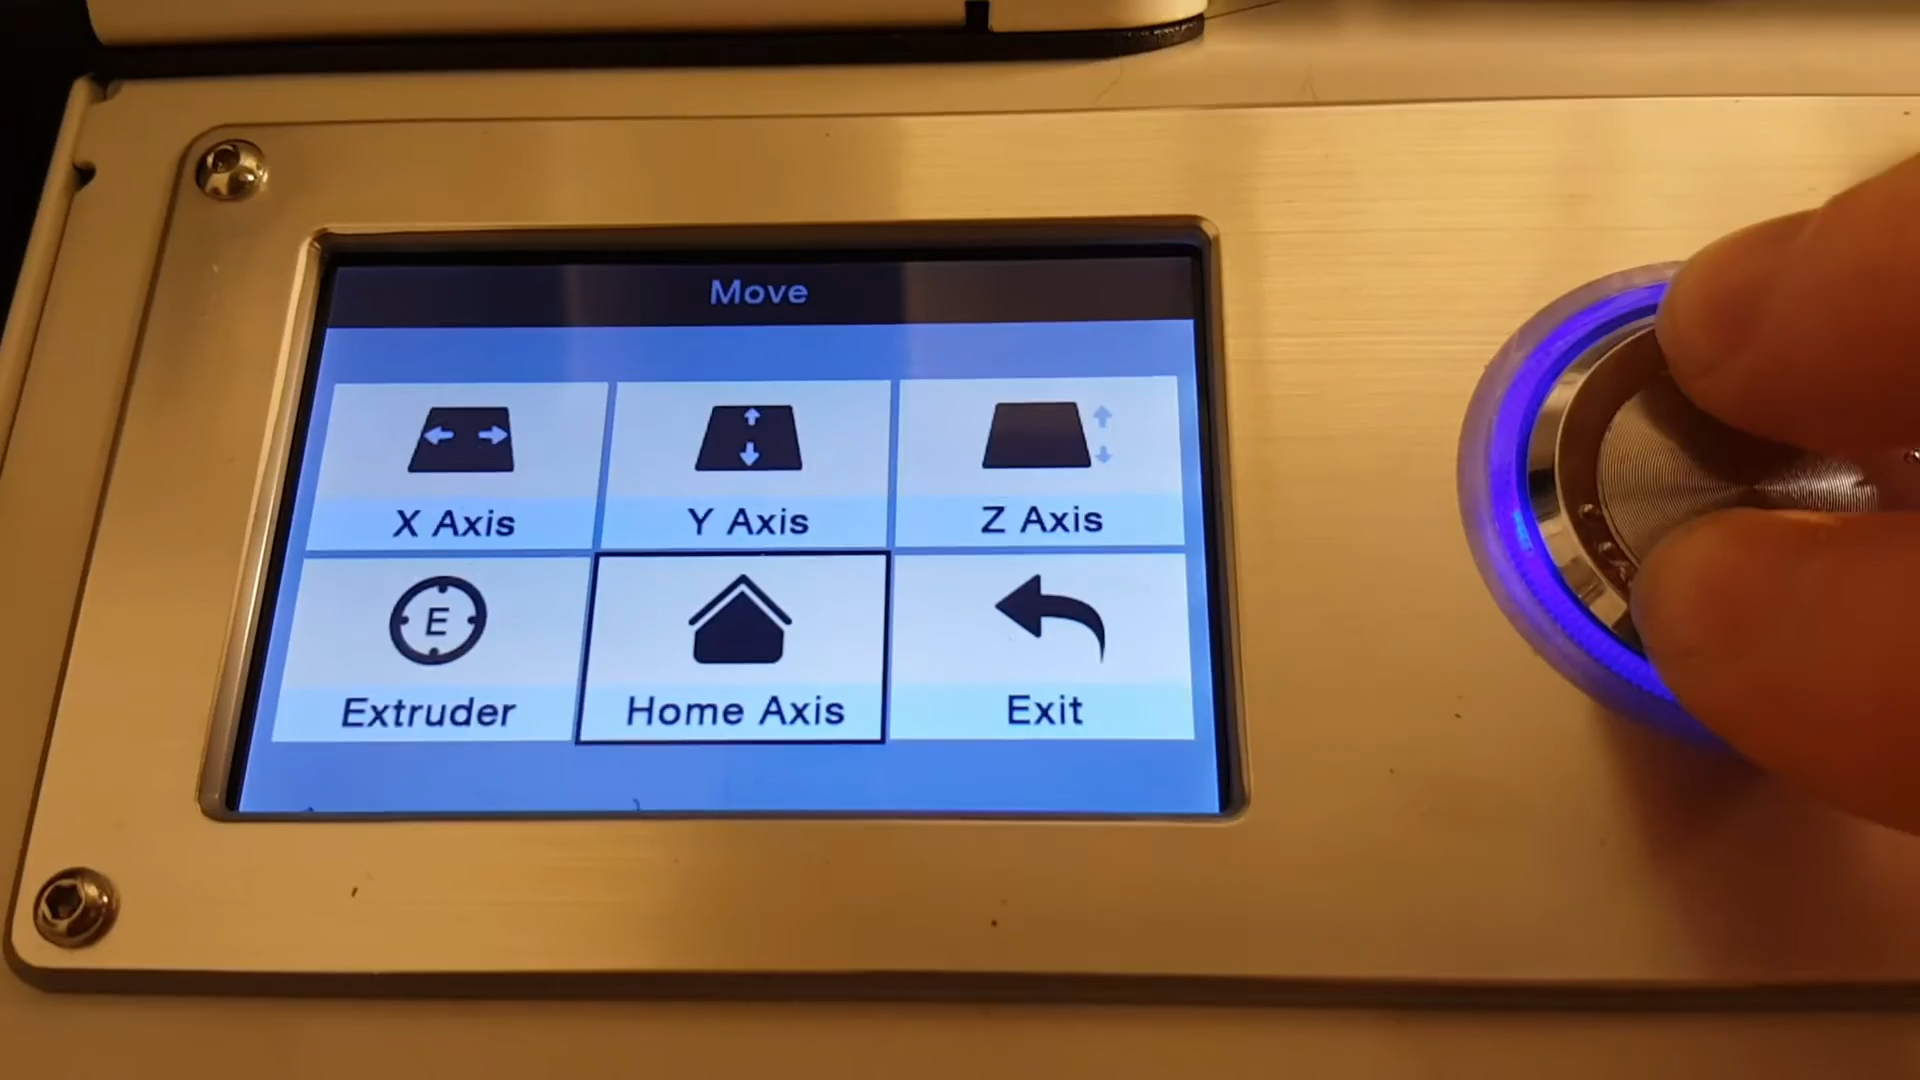 Move
X Axis
Y Axis
Z Axis
E
Extruder
Home Axis
Exit